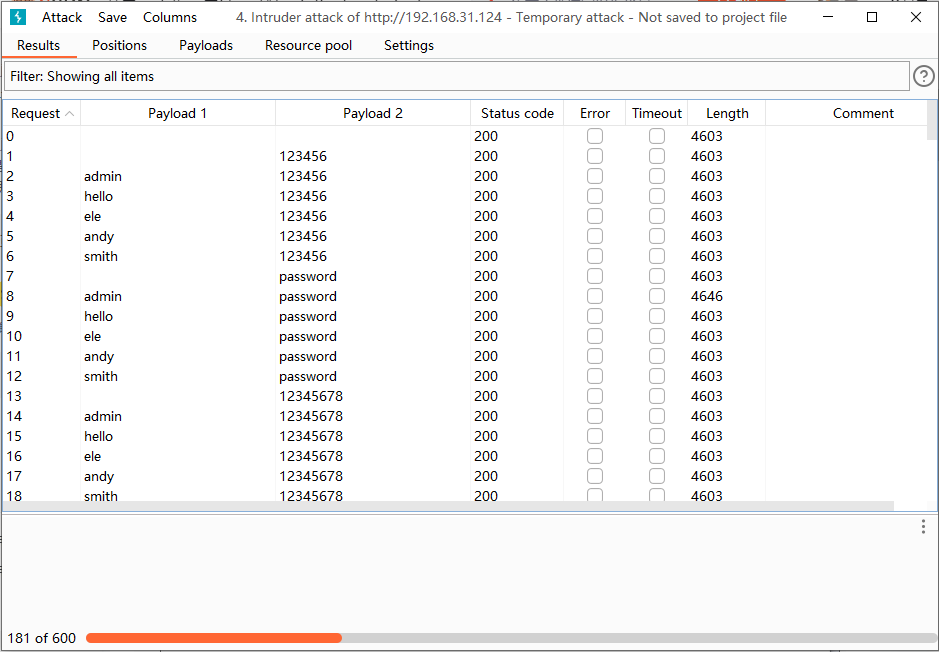 Attack Save Columns 4. Intruder attack of http://192.168.31.124 - Temporary attack - Not saved to project file
Results Positions Payloads Resource pool Settings
Filter: Showing all items ?
Request Payload 1 Payload 2 Status code Error Timeout Length Comment
0 200 4603
1 123456 200 4603
2 admin 123456 200 4603
3 hello 123456 200 4603
4 ele 123456 200 4603
5 andy 123456 200 4603
6 smith 123456 200 4603
7 password 200 4603
8 admin password 200 4646
9 hello password 200 4603
10 ele password 200 4603
11 andy password 200 4603
12 smith password 200 4603
13 12345678 200 4603
14 admin 12345678 200 4603
15 hello 12345678 200 4603
16 ele 12345678 200 4603
17 andy 12345678 200 4603
18 smith 12345678 200 4603
181 of 600